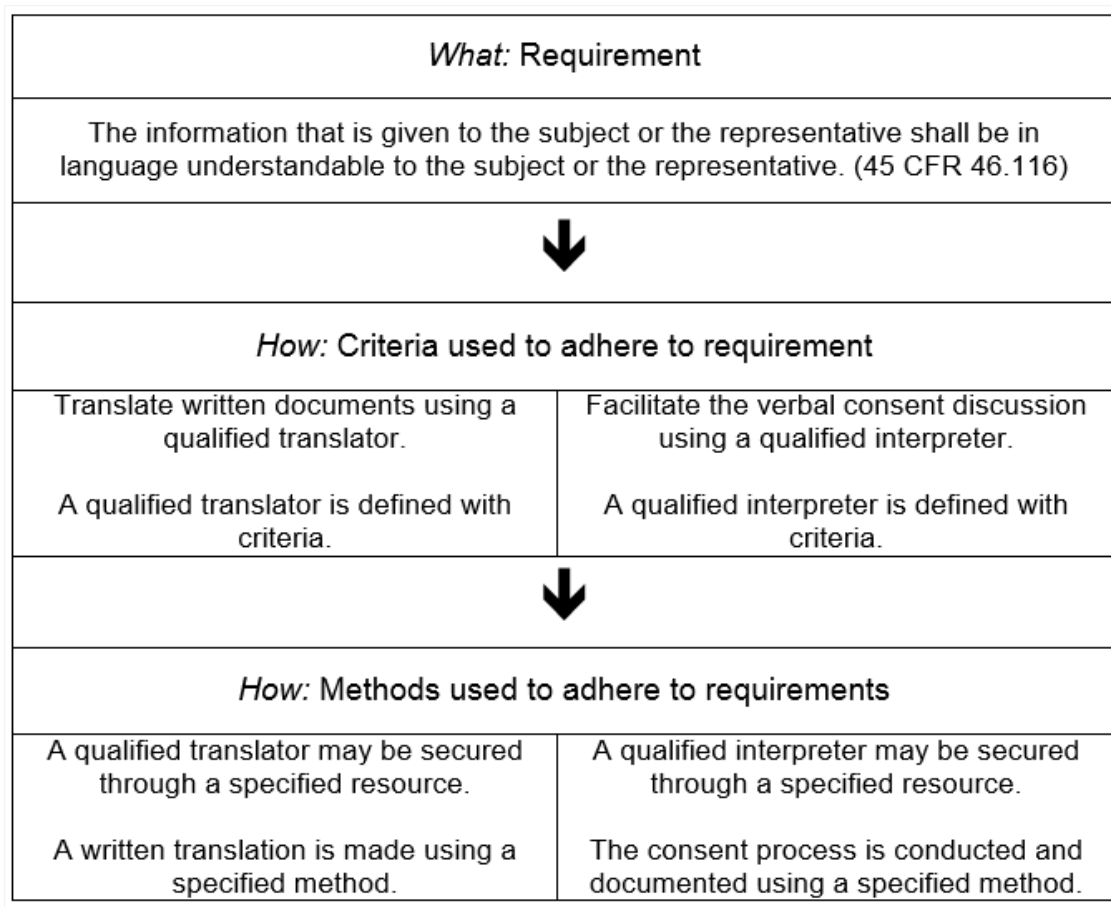 What: Requirement
The information that is given to the subject or the representative shall be in
language understandable to the subject or the representative. (45 CFR 46.116)
How: Criteria used to adhere to requirement
Translate written documents using a
qualified translator.
A qualified translator is defined with
criteria.
Facilitate the verbal consent discussion
using a qualified interpreter.
A qualified interpreter is defined with
criteria.
How: Methods used to adhere to requirements
A qualified translator may be secured
through a specified resource.
A written translation is made using a
specified method.
A qualified interpreter may be secured
through a specified resource.
The consent process is conducted and
documented using a specified method.